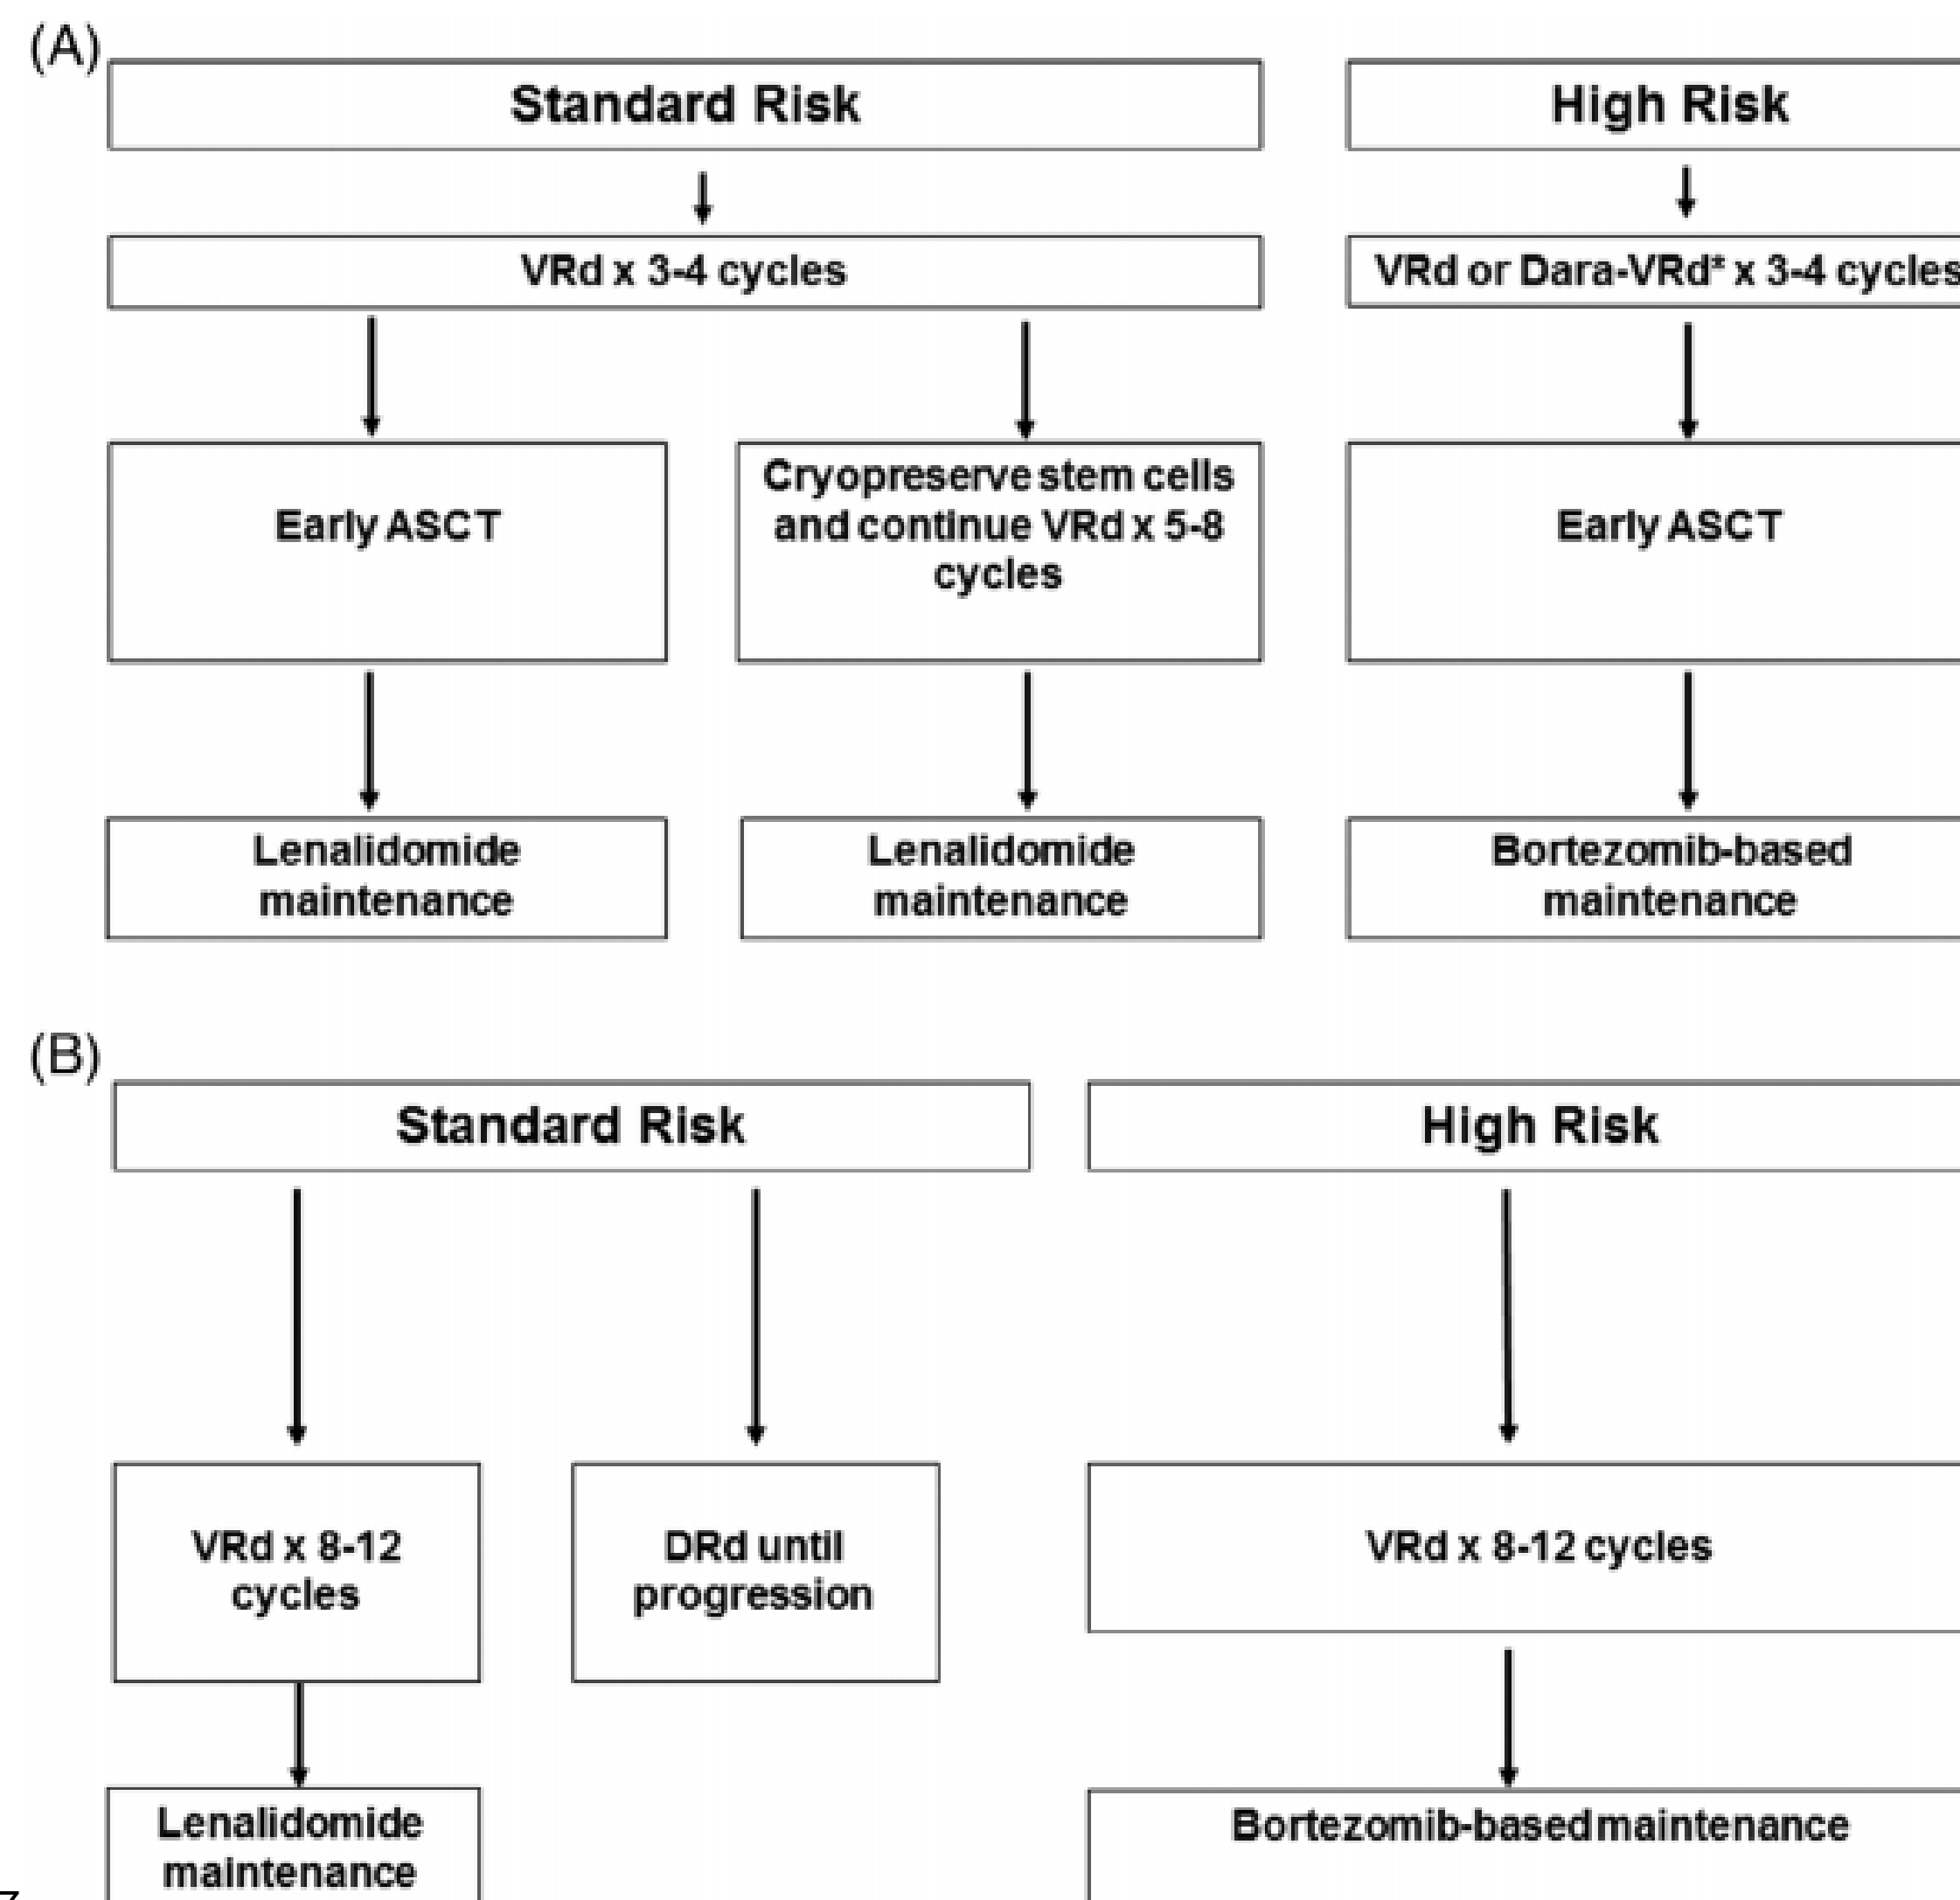 (A)
Standard Risk
High Risk
VRd x 3-4 cycles
VRd or Dara-VRd* x 3-4 cycles
Early ASCT
Cryopreserve stem cells
and continue VRd x 5-8
cycles
Early ASCT
Lenalidomide
maintenance
Lenalidomide
maintenance
Bortezomib-based
maintenance
(B)
Standard Risk
High Risk
VRd x 8-12
cycles
DRd until
progression
VRd x 8-12 cycles
Lenalidomide
maintenance
Bortezomib-based maintenance